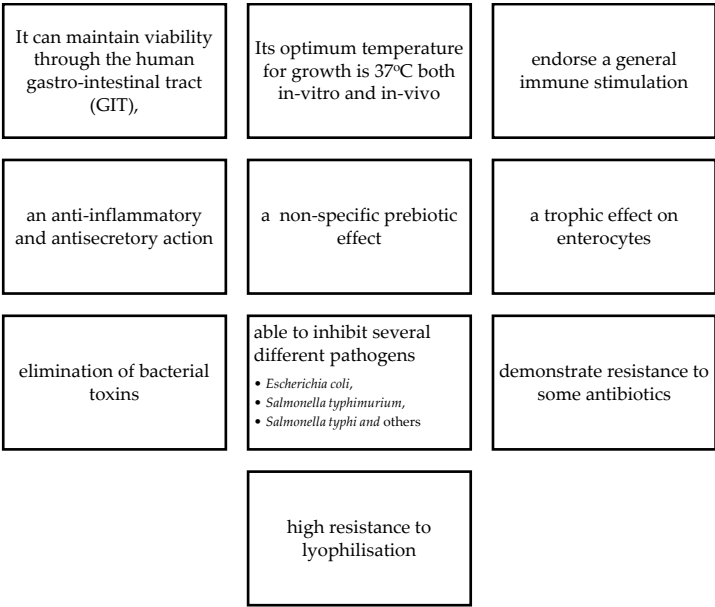 It can maintain viability
through the human
gastro-intestinal tract
(GIT),
Its optimum temperature
for growth is 37ºC both
in-vitro and in-vivo
endorse a general
immune stimulation
an anti-inflammatory
and antisecretory action
a  non-specific prebiotic
effect
a trophic effect on
enterocytes
elimination of bacterial
toxins
able to inhibit several
different pathogens
• Escherichia coli,
• Salmonella typhimurium,
• Salmonella typhi and others
demonstrate resistance to
some antibiotics
high resistance to
lyophilisation